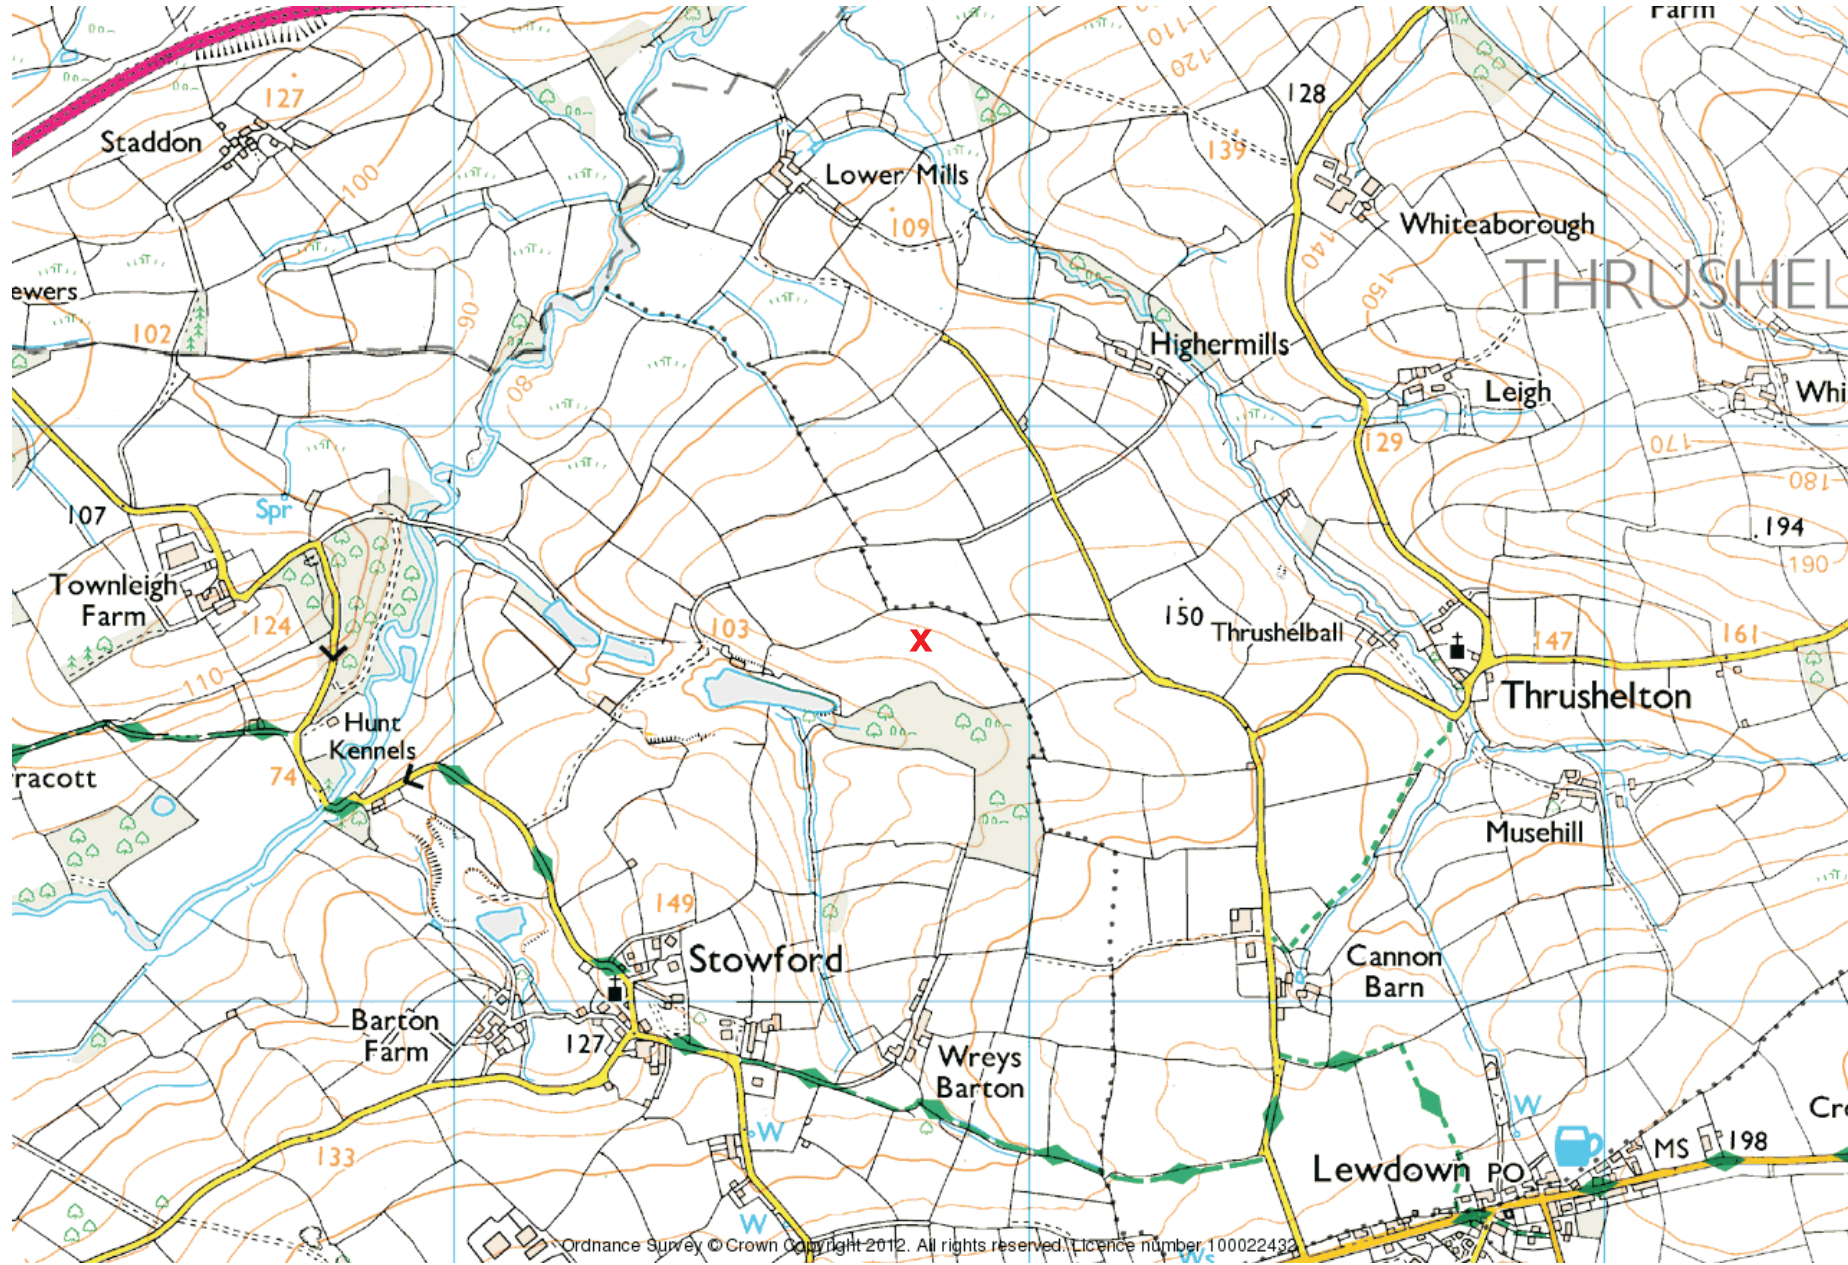 Farm
110
120
127
128
Staddon
139
100
Lower Mills
109
Whiteaborough
140
150
THRUSHEL
ewers
102
90
Highermills
80
Leigh
Whi
129
170
180
Spr
107
194
190
Townleigh
Farm
124
103
X
150
Thrushelball
147
161
110
Thrushelton
Hunt
Kennels
74
racott
Musehill
149
Stowford
Cannon
Barn
Barton
Farm
127
Wreys
Barton
W
W
Cr
133
Lewdown
PO
MS
198
W
Ws
Ordnance Survey © Crown Copyright 2012. All rights reserved. Licence number 100022432